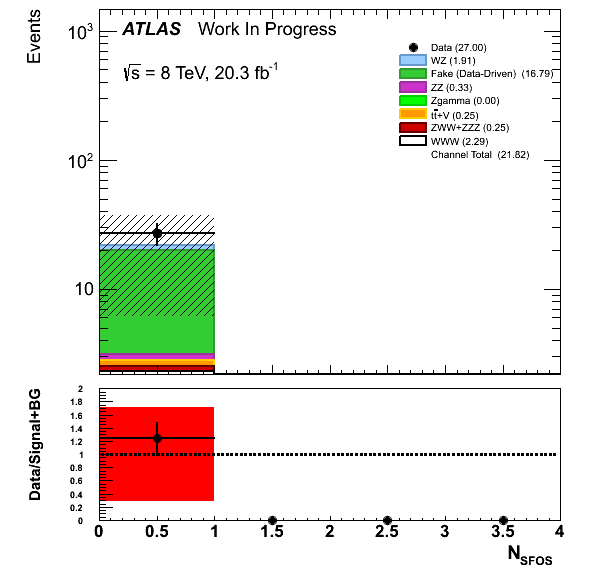 Events
10³
10²
10
ATLAS Work In Progress
√s = 8 TeV, 20.3 fb⁻¹
Data (27.00)
WZ (1.91)
Fake (Data-Driven) (16.79)
ZZ (0.33)
Zgamma (0.00)
tt̄+V (0.25)
ZWW+ZZZ (0.25)
WWW (2.29)
Channel Total (21.82)
Data/Signal+BG
2
1.8
1.6
1.4
1.2
1
0.8
0.6
0.4
0.2
0
0 0.5 1 1.5 2 2.5 3 3.5 4
N_SFOS